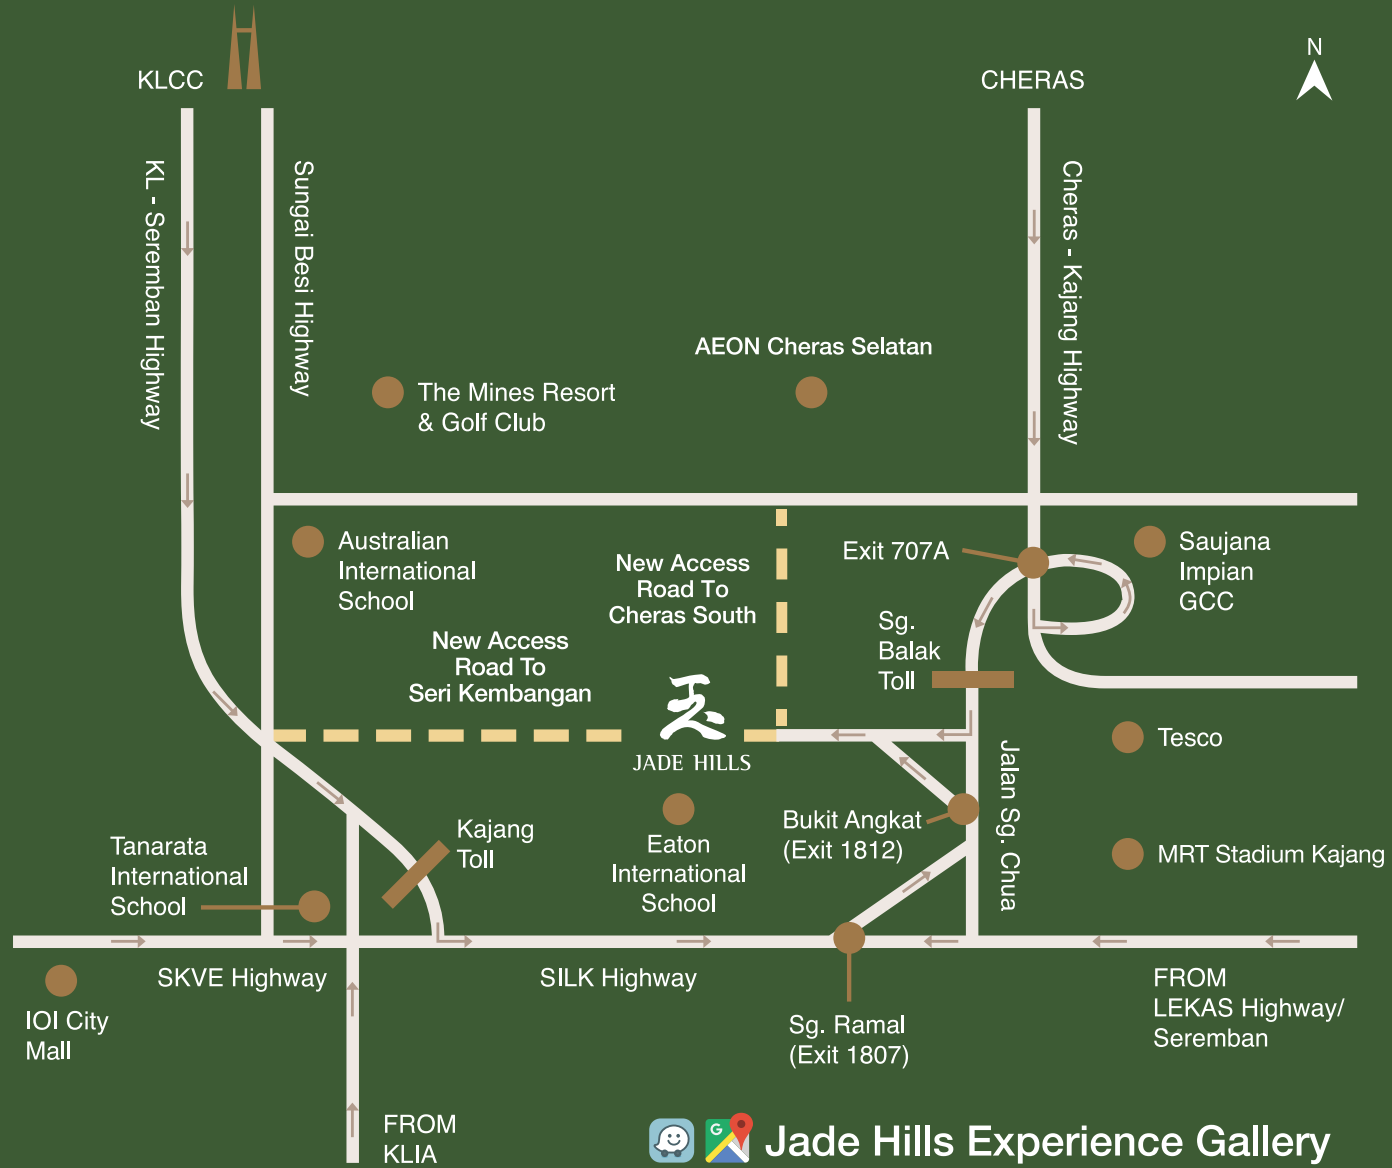 KLCC
CHERAS
N
KL - Seremban Highway
Sungai Besi Highway
Cheras - Kajang Highway
AEON Cheras Selatan
The Mines Resort
& Golf Club
Australian
International
School
New Access
Road To
Cheras South
Exit 707A
Saujana
Impian
GCC
New Access
Road To
Seri Kembangan
Sg.
Balak
Toll
JADE HILLS
Tesco
Jalan Sg. Chua
Kajang
Toll
Eaton
International
School
Bukit Angkat
(Exit 1812)
MRT Stadium Kajang
Tanarata
International
School
SKVE Highway
SILK Highway
FROM
LEKAS Highway/
Seremban
IOI City
Mall
Sg. Ramal
(Exit 1807)
FROM
KLIA
G
Jade Hills Experience Gallery